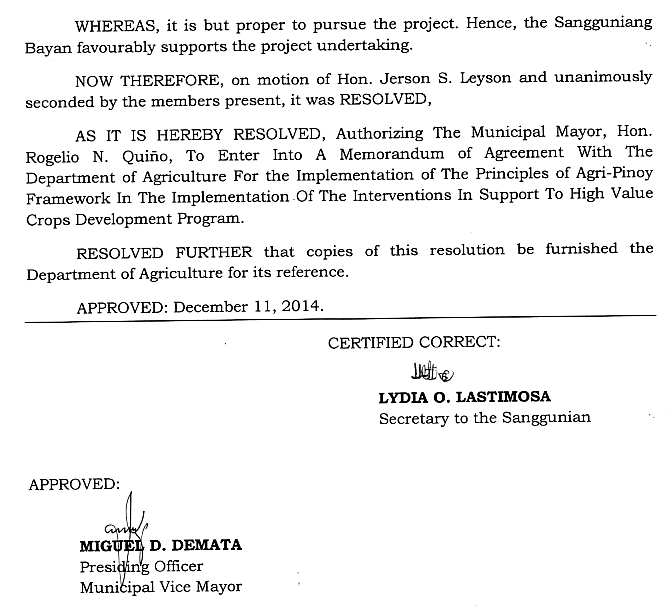 WHEREAS, it is but proper to pursue the project. Hence, the Sangguniang
Bayan favourably supports the project undertaking.
NOW THEREFORE, on motion of Hon. Jerson S. Leyson and unanimously
seconded by the members present, it was RESOLVED,
AS IT IS HEREBY RESOLVED, Authorizing The Municipal Mayor, Hon.
Rogelio N. Quiño, To Enter Into A Memorandum of Agreement With The
Department of Agriculture For the Implementation of The Principles of Agri-Pinoy
Framework In The Implementation Of The Interventions In Support To High Value
Crops Development Program.
RESOLVED FURTHER that copies of this resolution be furnished the
Department of Agriculture for its reference.
APPROVED: December 11, 2014.
CERTIFIED CORRECT:
LYDIA O. LASTIMOSA
Secretary to the Sanggunian
APPROVED:
MIGUEL D. DEMATA
Presiding Officer
Municipal Vice Mayor